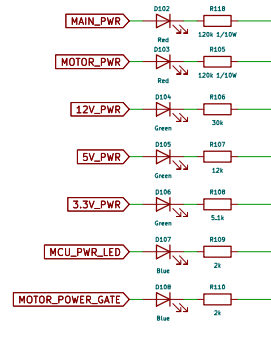 D102 R118
MAIN_PWR
Red 120k 1/10W
D103 R105
MOTOR_PWR
Red 120k 1/10W
D104 R106
12V_PWR
Green 30k
D105 R107
5V_PWR
Green 12k
D106 R108
3.3V_PWR
Green 5.1k
D107 R109
MCU_PWR_LED
Blue 2k
D108 R110
MOTOR_POWER_GATE
Blue 2k